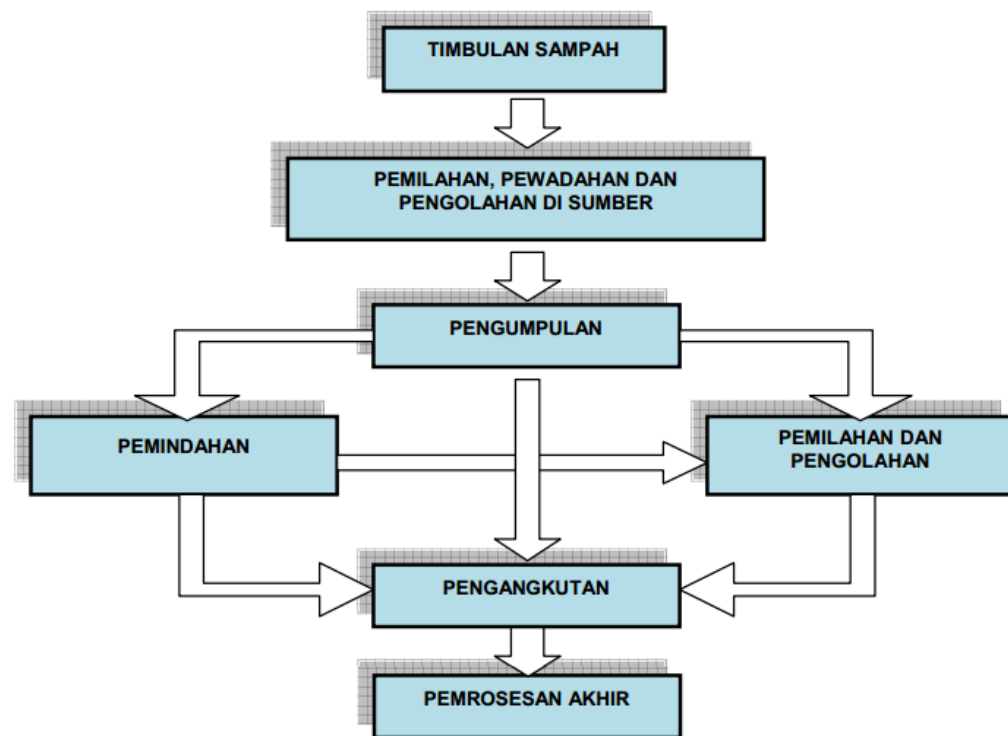 TIMBULAN SAMPAH
PEMILAHAN, PEWADAHAN DAN
PENGOLAHAN DI SUMBER
PENGUMPULAN
PEMINDAHAN
PEMILAHAN DAN
PENGOLAHAN
PENGANGKUTAN
PEMROSESAN AKHIR